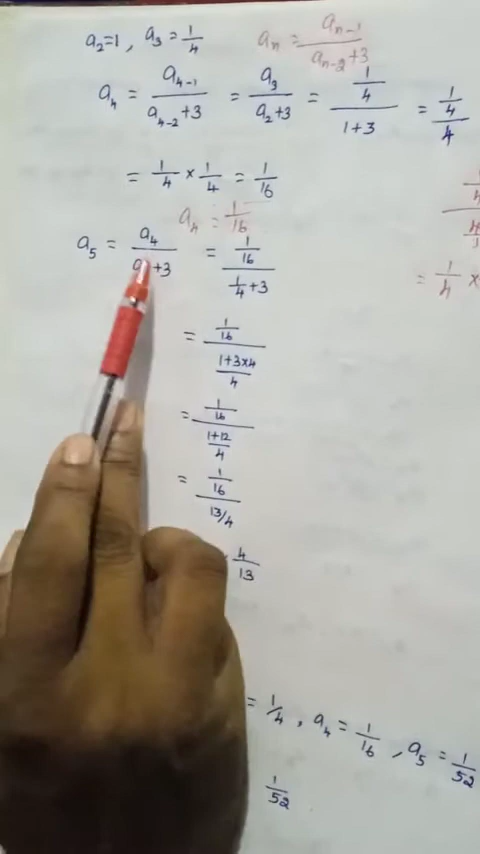 a₂=1, a₃ = 1/4 aₙ = aₙ₋₁/(aₙ₋₂+3)
a₄ = a₄₋₁/(a₄₋₂+3) = a₃/(a₂+3) = (1/4)/(1+3) = (1/4)/4
= 1/4 × 1/4 = 1/16
a₄ = 1/16
a₅ = a₄/(a +3) = (1/16)/(1/4+3)
= 1/4 ×
= (1/16)/((1+3×4)/4)
= (1/16)/((1+12)/4)
= (1/16)/(13/4)
4/13
= 1/4, a₄ = 1/16, a₅ = 1/52
1/52